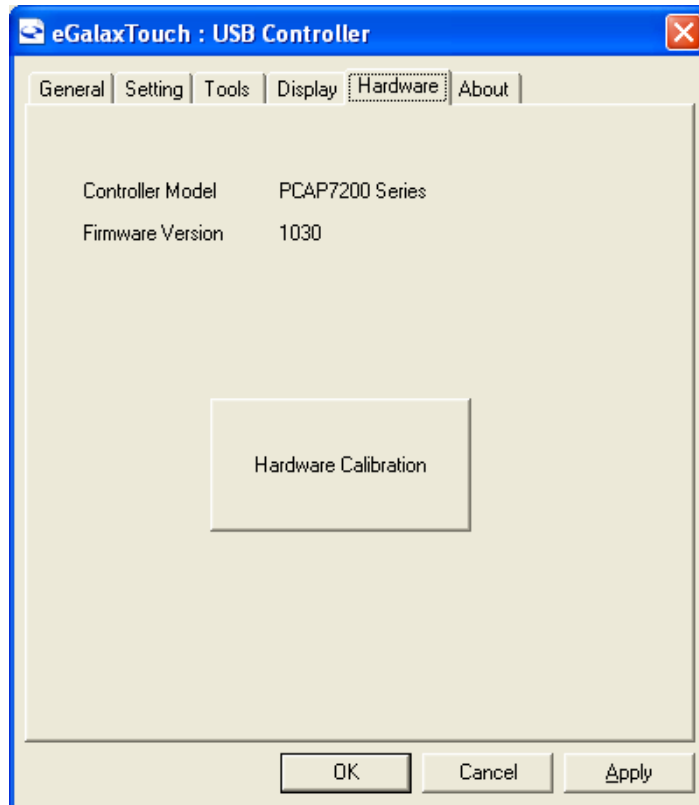 eGalaxTouch : USB Controller
General Setting Tools Display Hardware About
Controller Model PCAP7200 Series
Firmware Version 1030
Hardware Calibration
OK Cancel Apply